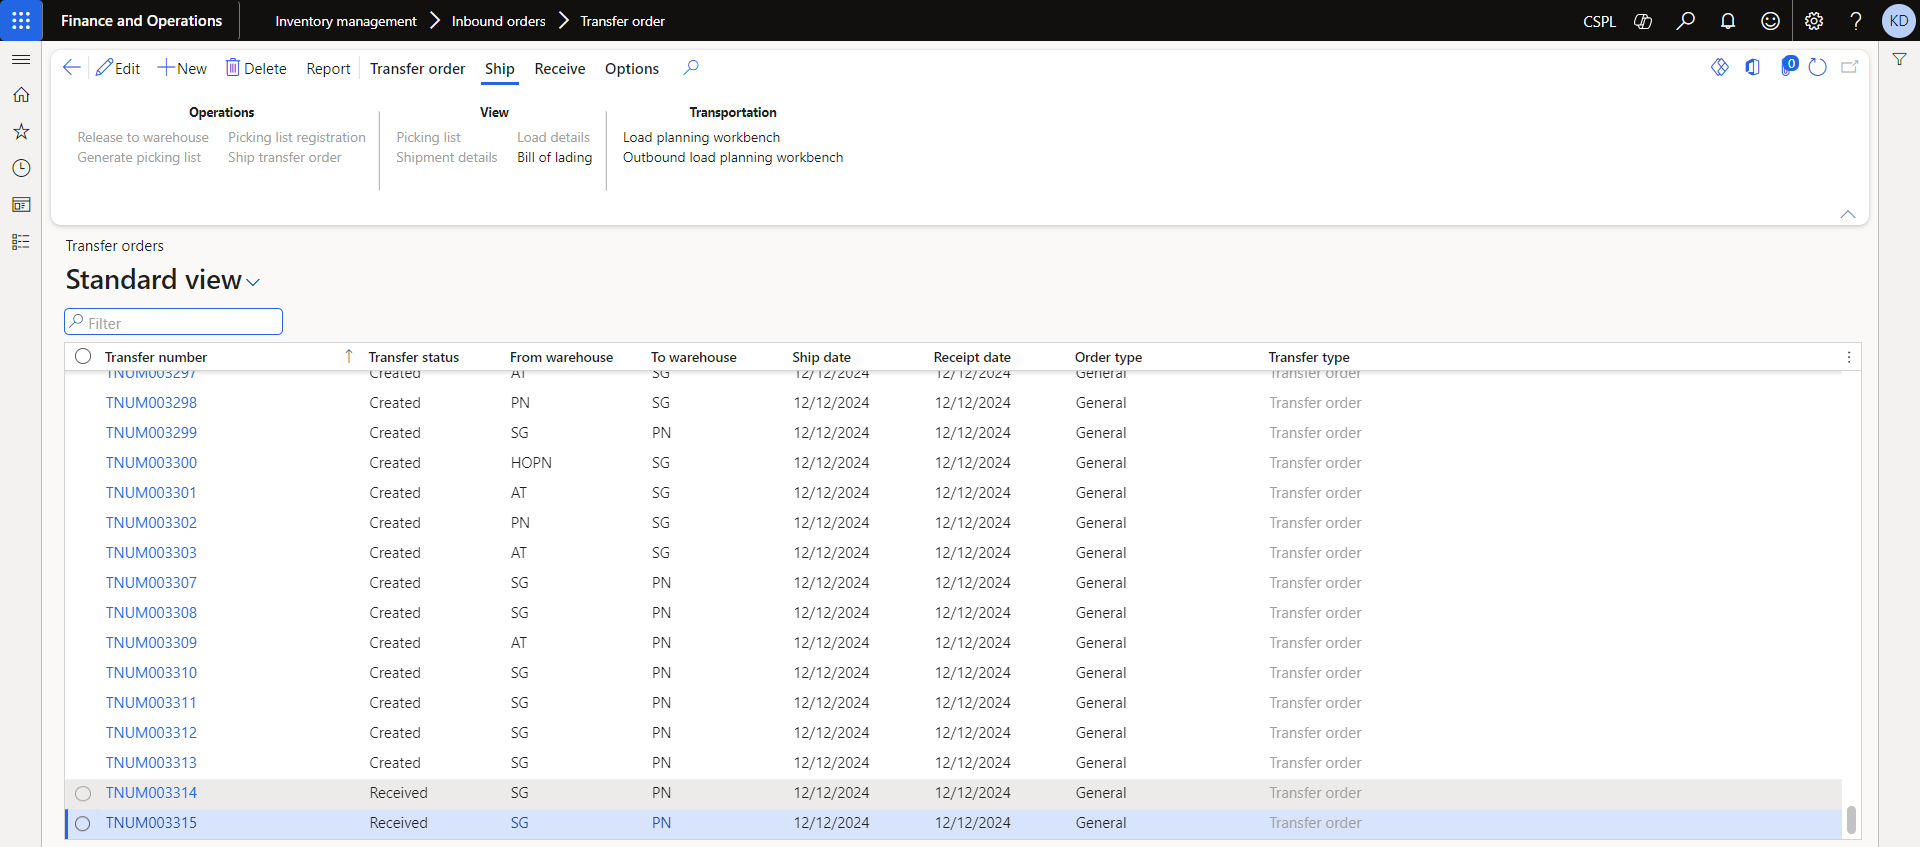 Finance and Operations Inventory management Inbound orders Transfer order CSPL ? KD
Edit New Delete Report Transfer order Ship Receive Options 0
Operations View Transportation
Release to warehouse Picking list registration Picking list Load details Load planning workbench
Generate picking list Ship transfer order Shipment details Bill of lading Outbound load planning workbench
Transfer orders
Standard view
Filter
Transfer number Transfer status From warehouse To warehouse Ship date Receipt date Order type Transfer type
TNUM003297 Created AT SG 12/12/2024 12/12/2024 General Transfer order
TNUM003298 Created PN SG 12/12/2024 12/12/2024 General Transfer order
TNUM003299 Created SG PN 12/12/2024 12/12/2024 General Transfer order
TNUM003300 Created HOPN SG 12/12/2024 12/12/2024 General Transfer order
TNUM003301 Created AT SG 12/12/2024 12/12/2024 General Transfer order
TNUM003302 Created PN SG 12/12/2024 12/12/2024 General Transfer order
TNUM003303 Created AT SG 12/12/2024 12/12/2024 General Transfer order
TNUM003307 Created SG PN 12/12/2024 12/12/2024 General Transfer order
TNUM003308 Created SG PN 12/12/2024 12/12/2024 General Transfer order
TNUM003309 Created AT PN 12/12/2024 12/12/2024 General Transfer order
TNUM003310 Created SG PN 12/12/2024 12/12/2024 General Transfer order
TNUM003311 Created SG PN 12/12/2024 12/12/2024 General Transfer order
TNUM003312 Created SG PN 12/12/2024 12/12/2024 General Transfer order
TNUM003313 Created SG PN 12/12/2024 12/12/2024 General Transfer order
TNUM003314 Received SG PN 12/12/2024 12/12/2024 General Transfer order
TNUM003315 Received SG PN 12/12/2024 12/12/2024 General Transfer order